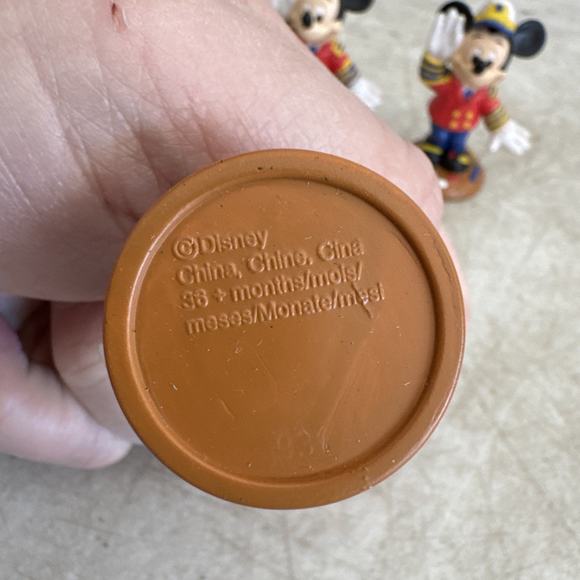 ©Disney
China, Chine, Cina
36 + months/mois/
meses/Monate/mesi